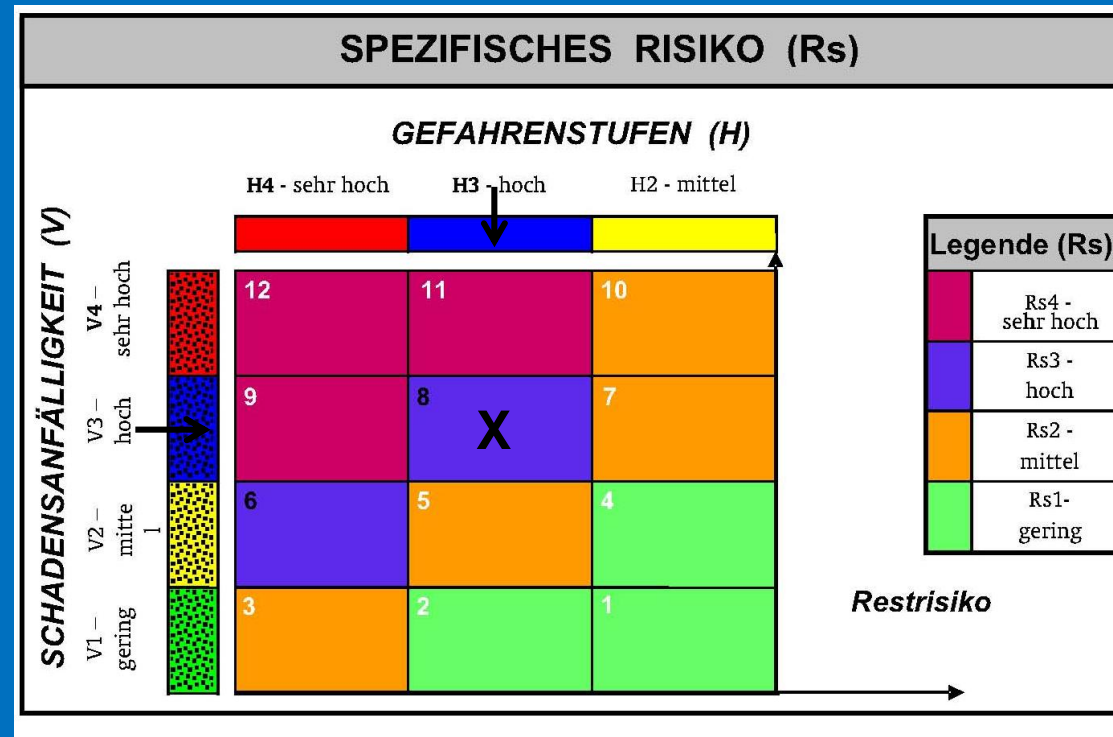 SPEZIFISCHES RISIKO (Rs)
GEFAHRENSTUFEN (H)
H4 - sehr hoch
H3 - hoch
H2 - mittel
SCHADENSANFÄLLIGKEIT (V)
V4 –
sehr hoch
V3 –
hoch
V2 –
mitte
l
V1 –
gering
12
11
10
9
8
X
7
6
5
4
3
2
1
Legende (Rs)
Rs4 -
sehr hoch
Rs3 -
hoch
Rs2 -
mittel
Rs1-
gering
Restrisiko